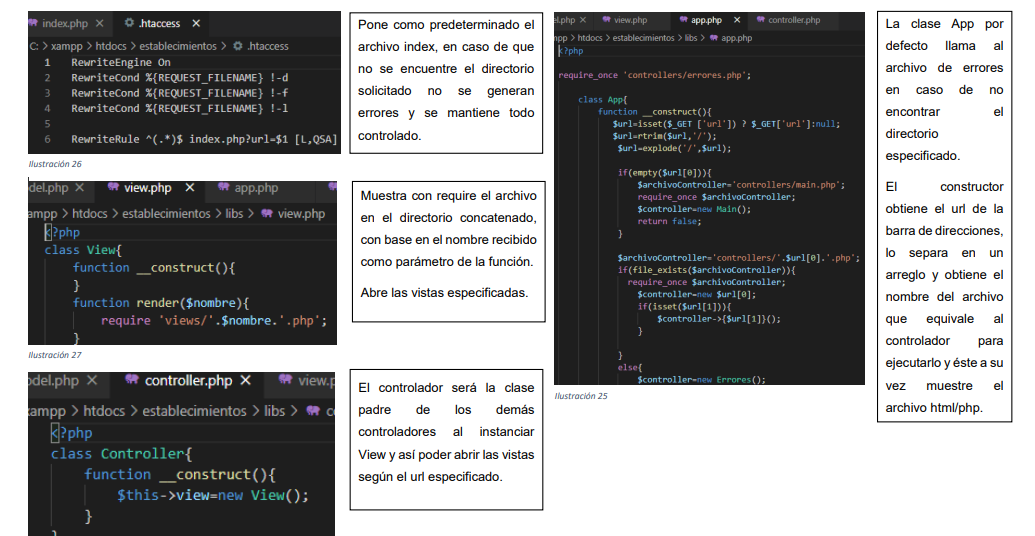 index.php × .htaccess ×
C: > xampp > htdocs > establecimientos > .htaccess
1 RewriteEngine On
2 RewriteCond %{REQUEST_FILENAME} !-d
3 RewriteCond %{REQUEST_FILENAME} !-f
4 RewriteCond %{REQUEST_FILENAME} !-l
5
6 RewriteRule ^(.*)$ index.php?url=$1 [L,QSA]
Ilustración 26
Pone como predeterminado el
archivo index, en caso de que
no se encuentre el directorio
solicitado no se generan
errores y se mantiene todo
controlado.
del.php × view.php × app.php ×
ampp > htdocs > establecimientos > libs > view.php
<?php
class View{
function __construct(){
}
function render($nombre){
require 'views/'.$nombre.'.php';
}
Ilustración 27
Muestra con require el archivo
en el directorio concatenado,
con base en el nombre recibido
como parámetro de la función.
Abre las vistas especificadas.
odel.php × controller.php × view.p
xampp > htdocs > establecimientos > libs > co
<?php
class Controller{
function __construct(){
$this->view=new View();
}
}
El controlador será la clase
padre de los demás
controladores al instanciar
View y así poder abrir las vistas
según el url especificado.
el.php × view.php app.php × controller.php
mpp > htdocs > establecimientos > libs > app.php
<?php
require_once 'controllers/errores.php';
class App{
function __construct(){
$url=isset($_GET ['url']) ? $_GET['url']:null;
$url=rtrim($url,'/');
$url=explode('/',$url);
if(empty($url[0])){
$archivoController='controllers/main.php';
require_once $archivoController;
$controller=new Main();
return false;
}
$archivoController='controllers/'.$url[0].'.php';
if(file_exists($archivoController)){
require_once $archivoController;
$controller=new $url[0];
if(isset($url[1])){
$controller->{$url[1]}();
}
}
else{
$controller=new Errores();
Ilustración 25
La clase App por
defecto llama al
archivo de errores
en caso de no
encontrar el
directorio
especificado.
El constructor
obtiene el url de la
barra de direcciones,
lo separa en un
arreglo y obtiene el
nombre del archivo
que equivale al
controlador para
ejecutarlo y éste a su
vez muestre el
archivo html/php.